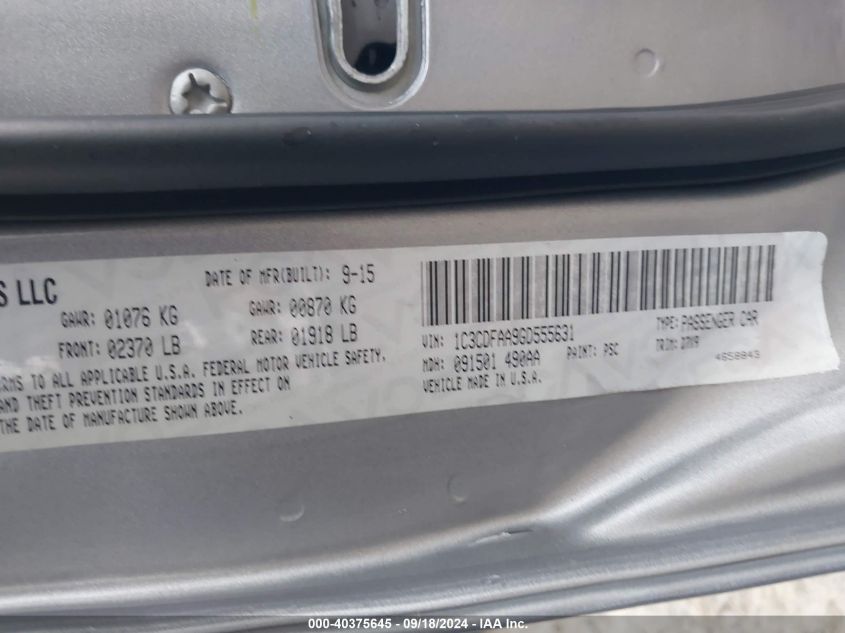 S LLC
DATE OF MFR(BUILT): 9-15
GAWR: 01076 KG
GAWR: 00870 KG
FRONT: 02370 LB
REAR: 01918 LB
RMS TO ALL APPLICABLE U.S.A. FEDERAL MOTOR VEHICLE SAFETY,
AND THEFT PREVENTION STANDARDS IN EFFECT ON
THE DATE OF MANUFACTURE SHOWN ABOVE.
VIN: 1C3CDFAA9GD555631
TYPE: PASSENGER CAR
MDH: 091501 490AA
PAINT: PSC
TRIM:
VEHICLE MADE IN U.S.A.
4658843
000-40375645 - 09/18/2024 - IAA Inc.